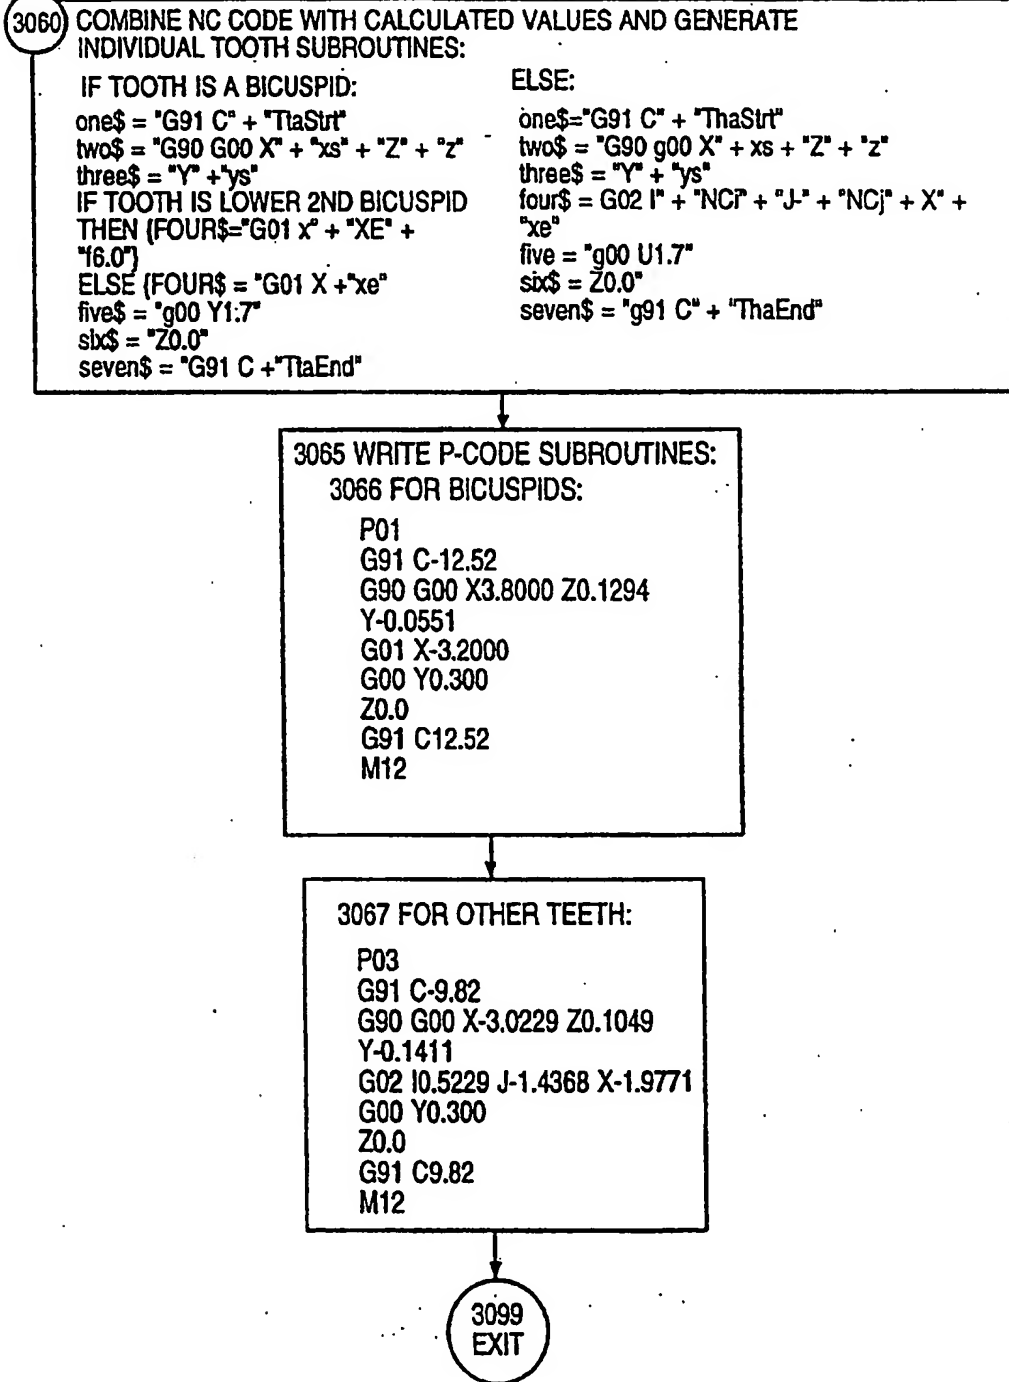 3060 COMBINE NC CODE WITH CALCULATED VALUES AND GENERATE
INDIVIDUAL TOOTH SUBROUTINES:
IF TOOTH IS A BICUSPID:
one$ = "G91 C" + "TtaStrt"
two$ = "G90 G00 X" + "xs" + "Z" + "z"
three$ = "Y" +"ys"
IF TOOTH IS LOWER 2ND BICUSPID
THEN {FOUR$="G01 x" + "XE" +
"f6.0"}
ELSE {FOUR$ = "G01 X +"xe"
five$ = "g00 Y1:7"
six$ = "Z0.0"
seven$ = "G91 C +"TtaEnd"
ELSE:
one$="G91 C" + "ThaStrt"
two$ = "G90 g00 X" + xs + "Z" + "z"
three$ = "Y" + "ys"
four$ = G02 I" + "NCi" + "J-" + "NCj" + X" +
"xe"
five = "g00 U1.7"
six$ = Z0.0"
seven$ = "g91 C" + "ThaEnd"
3065 WRITE P-CODE SUBROUTINES:
3066 FOR BICUSPIDS:
P01
G91 C-12.52
G90 G00 X3.8000 Z0.1294
Y-0.0551
G01 X-3.2000
G00 Y0.300
Z0.0
G91 C12.52
M12
3067 FOR OTHER TEETH:
P03
G91 C-9.82
G90 G00 X-3.0229 Z0.1049
Y-0.1411
G02 I0.5229 J-1.4368 X-1.9771
G00 Y0.300
Z0.0
G91 C9.82
M12
3099
EXIT